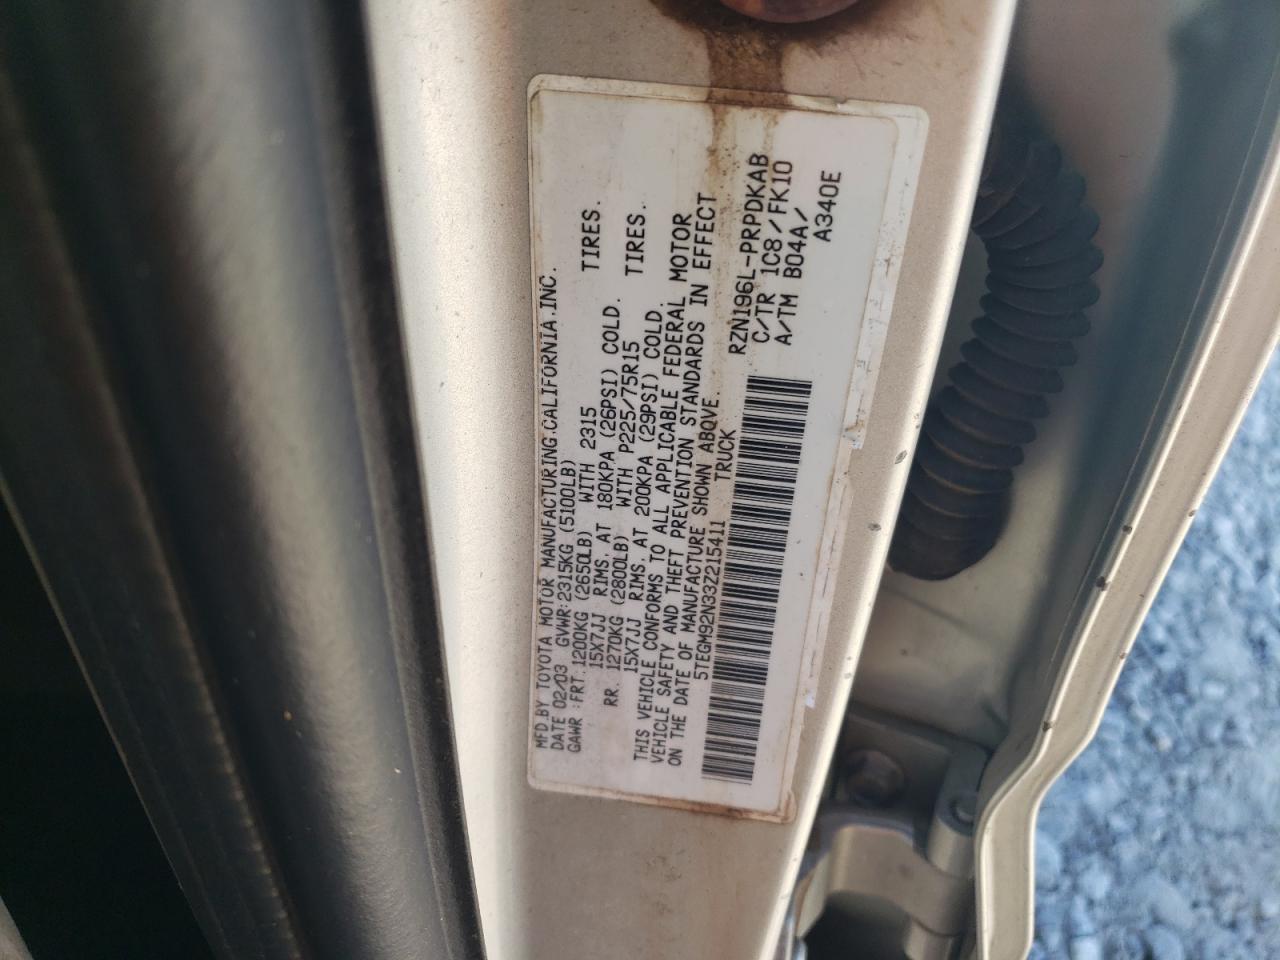 MFD.BY TOYOTA MOTOR MANUFACTURING.CALIFORNIA.INC.
DATE 02/03 GVWR:2315KG (5100LB)
GAWR :FRT.1200KG (2650LB) WITH 2315 TIRES.
15X7JJ RIMS. AT 180KPA (26PSI) COLD.
RR. 1270KG (2800LB) WITH P225/75R15 TIRES.
15X7JJ RIMS. AT 200KPA (29PSI) COLD.
THIS VEHICLE CONFORMS TO ALL APPLICABLE FEDERAL MOTOR
VEHICLE SAFETY AND THEFT PREVENTION STANDARDS IN EFFECT
ON THE DATE OF MANUFACTURE SHOWN ABOVE.
5TEGM92N33Z215411 TRUCK
RZN196L-PRPDKAB
C/TR 1C8/FK10
A/TM B04A/
A340E